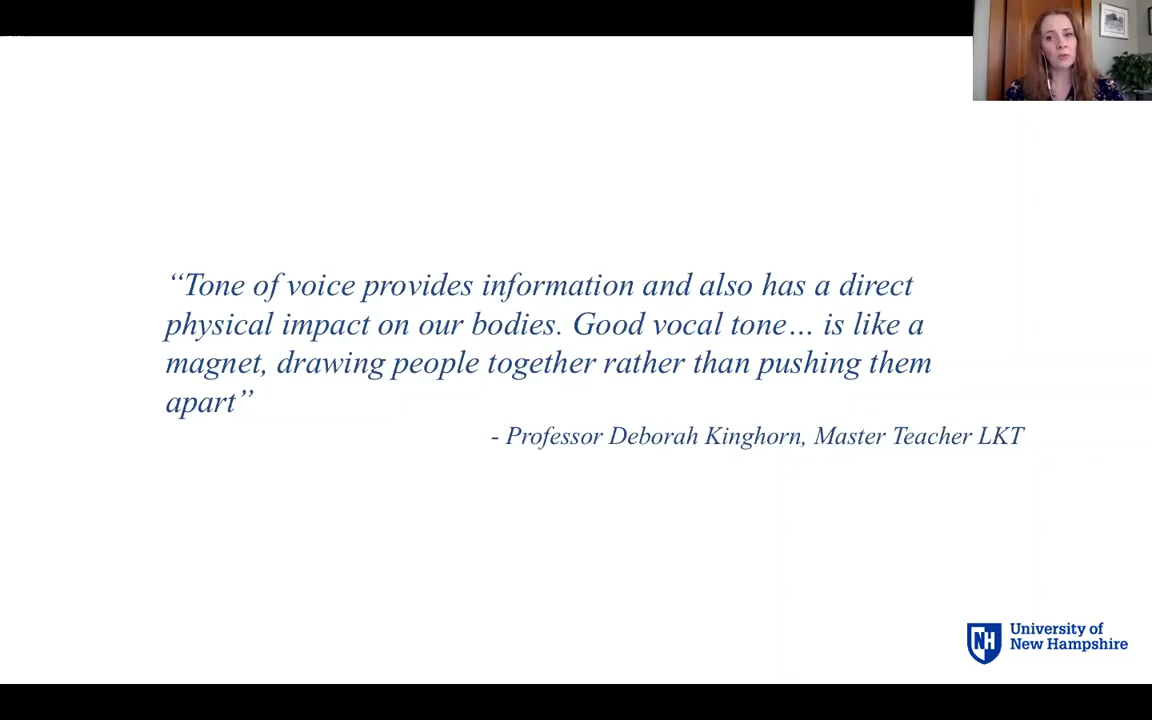 “Tone of voice provides information and also has a direct
physical impact on our bodies. Good vocal tone… is like a
magnet, drawing people together rather than pushing them
apart”
- Professor Deborah Kinghorn, Master Teacher LKT
NH
University of
New Hampshire